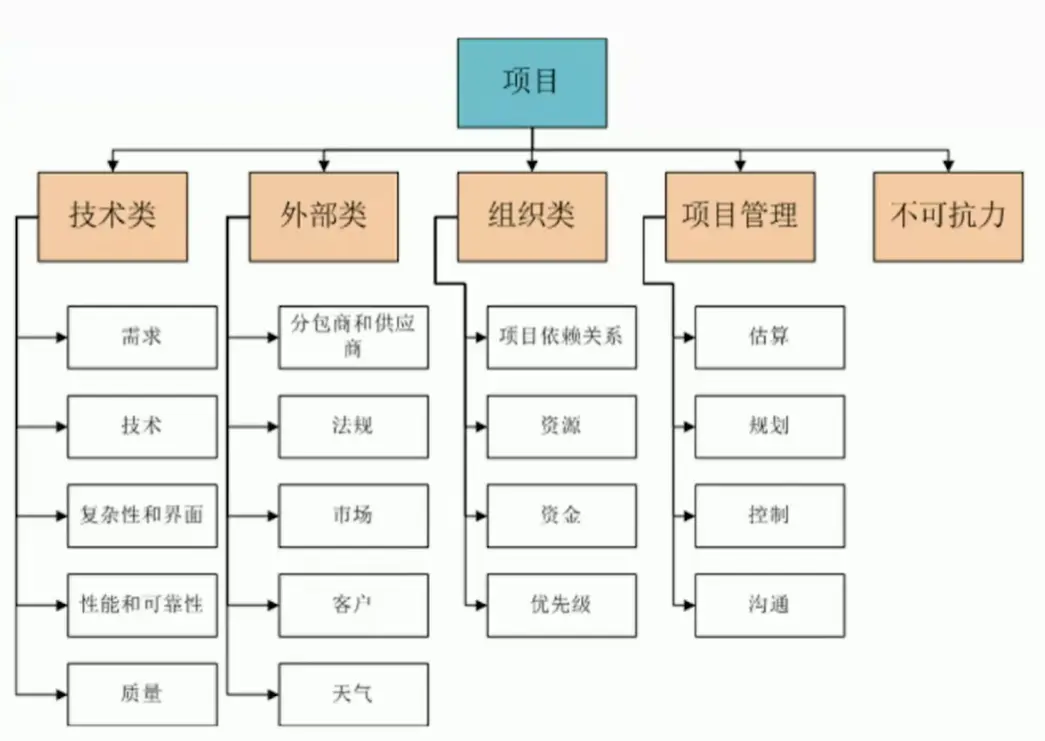 项目
技术类
外部类
组织类
项目管理
不可抗力
需求
分包商和供应
商
项目依赖关系
估算
技术
法规
资源
规划
复杂性和界面
市场
资金
控制
性能和可靠性
客户
优先级
沟通
质量
天气